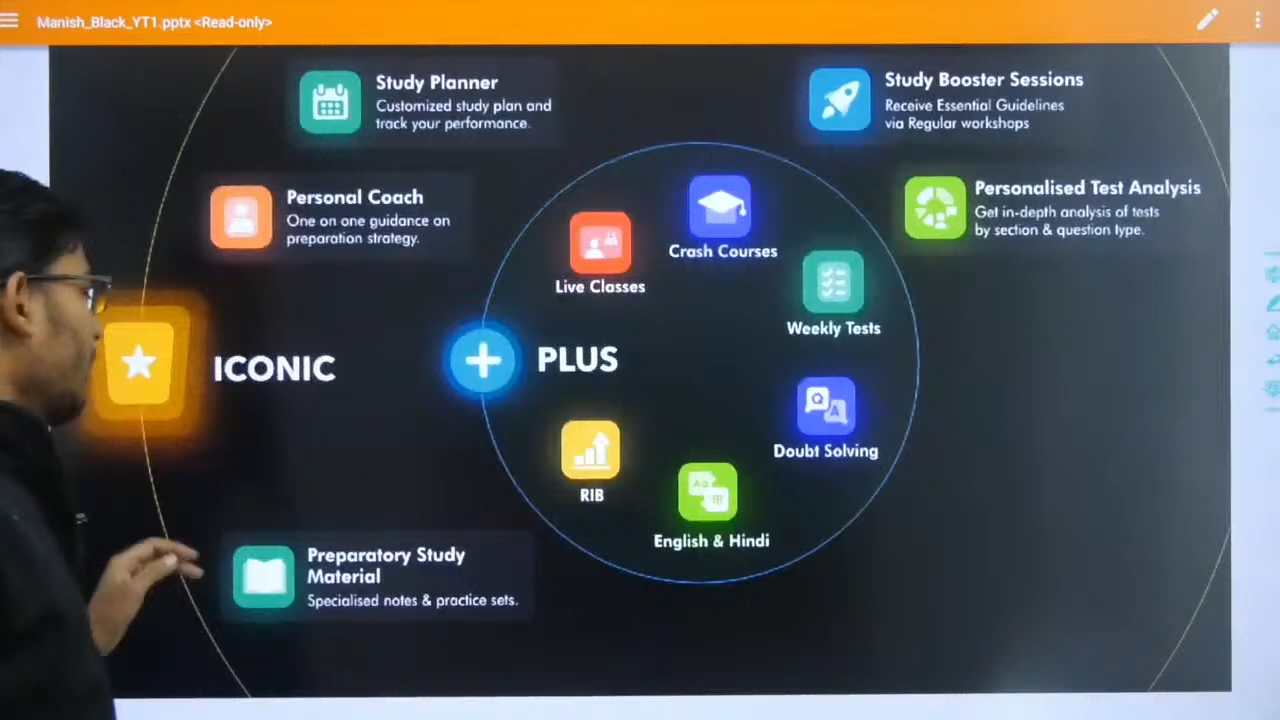 Manish_Black_YT1.pptx <Read-only>
Study Planner
Customized study plan and
track your performance.
Study Booster Sessions
Receive Essential Guidelines
via Regular workshops
Personal Coach
One on one guidance on
preparation strategy.
Personalised Test Analysis
Get in-depth analysis of tests
by section & question type.
Live Classes
Crash Courses
Weekly Tests
ICONIC
PLUS
Q
A
Doubt Solving
RIB
Aa
English & Hindi
Preparatory Study
Material
Specialised notes & practice sets.